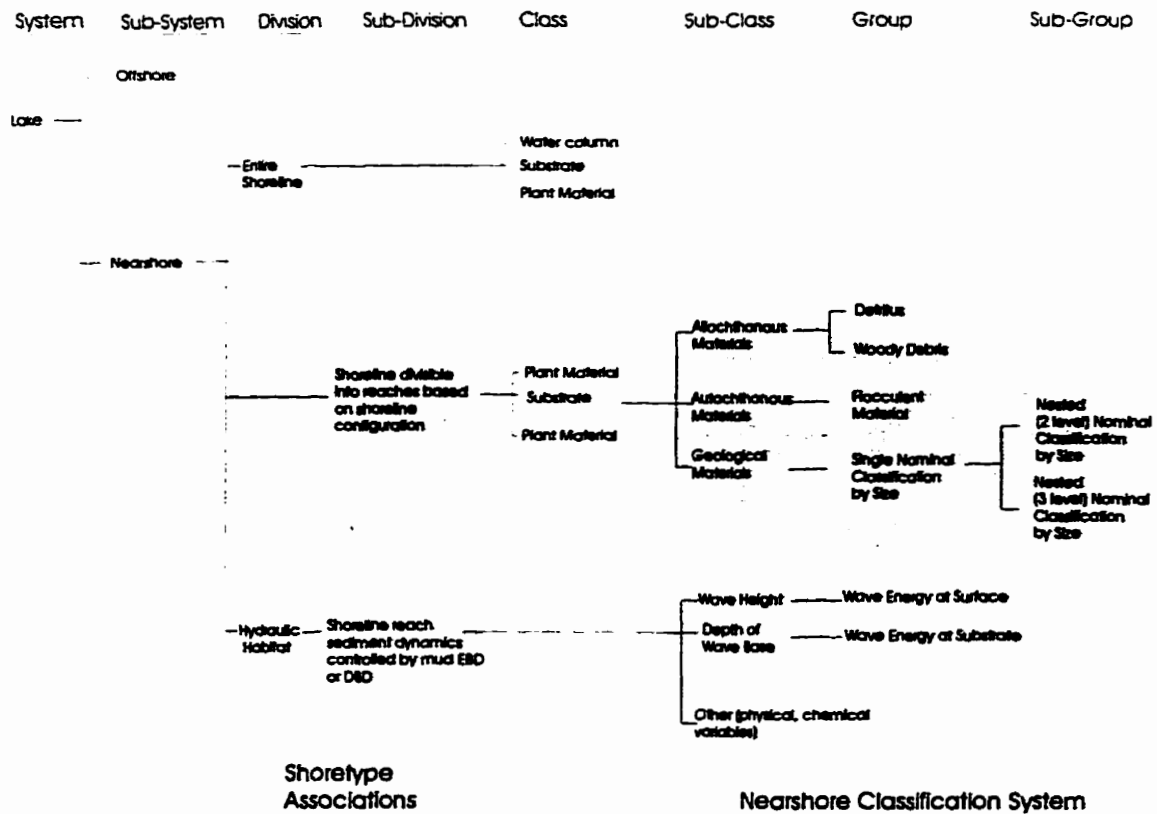 System Sub-System Division Sub-Division Class Sub-Class Group Sub-Group
Offshore
Lake
Water column
Entire
Shoreline
Substrate
Plant Material
Nearshore
Shoreline divisible
into reaches based
on shoreline
configuration
Plant Material
Substrate
Plant Material
Allochthonous
Materials
Detritus
Woody Debris
Autochthonous
Materials
Flocculent
Material
Geological
Materials
Single Nominal
Classification
by Size
Nested
(2 level) Nominal
Classification
by Size
Nested
(3 level) Nominal
Classification
by Size
Hydraulic
Habitat
Shoreline reach
sediment dynamics
controlled by mud EBD
or DBD
Wave Height
Wave Energy at Surface
Depth of
Wave Base
Wave Energy at Substrate
Other (physical, chemical
variables)
Shoretype
Associations
Nearshore Classification System